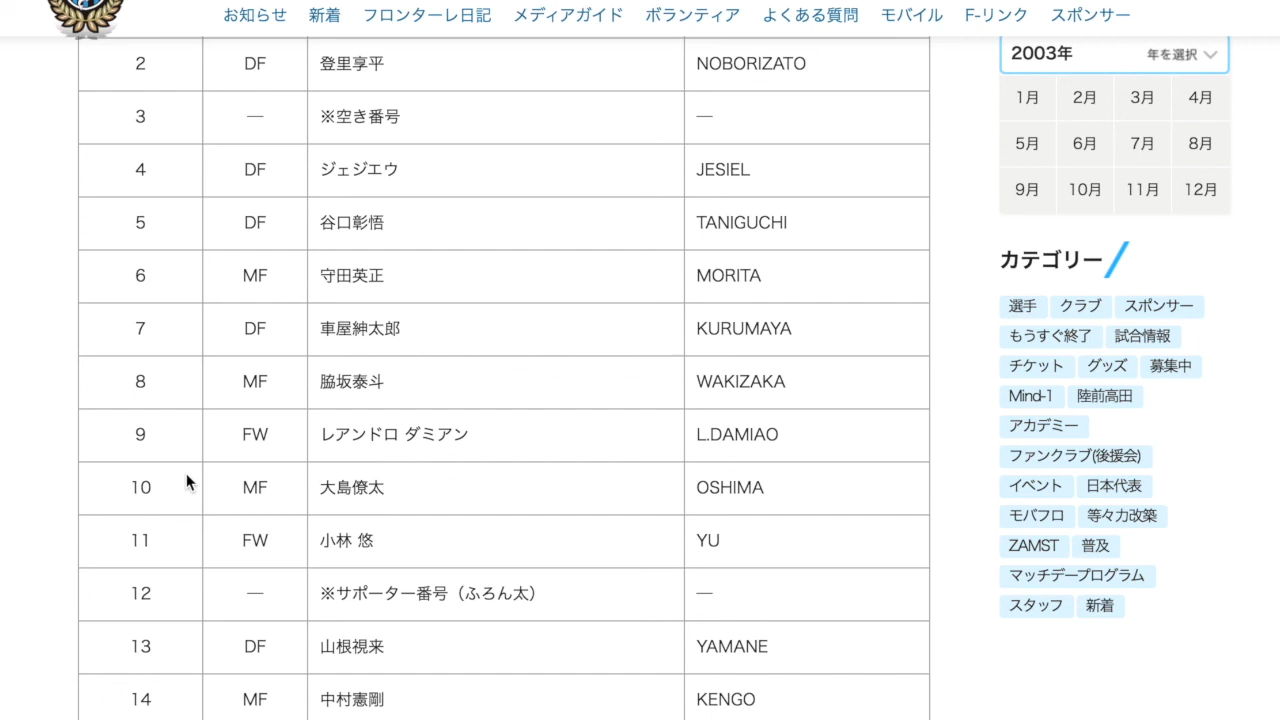 お知らせ 新着 フロンターレ日記 メディアガイド ボランティア よくある質問 モバイル F-リンク スポンサー
2 DF 登里享平 NOBORIZATO
3 — ※空き番号 —
4 DF ジェジエウ JESIEL
5 DF 谷口彰悟 TANIGUCHI
6 MF 守田英正 MORITA
7 DF 車屋紳太郎 KURUMAYA
8 MF 脇坂泰斗 WAKIZAKA
9 FW レアンドロ ダミアン L.DAMIAO
10 MF 大島僚太 OSHIMA
11 FW 小林 悠 YU
12 — ※サポーター番号（ふろん太） —
13 DF 山根視来 YAMANE
14 MF 中村憲剛 KENGO
2003年 年を選択
1月 2月 3月 4月
5月 6月 7月 8月
9月 10月 11月 12月
カテゴリー
選手 クラブ スポンサー
もうすぐ終了 試合情報
チケット グッズ 募集中
Mind-1 陸前高田
アカデミー
ファンクラブ(後援会)
イベント 日本代表
モバフロ 等々力改築
ZAMST 普及
マッチデープログラム
スタッフ 新着